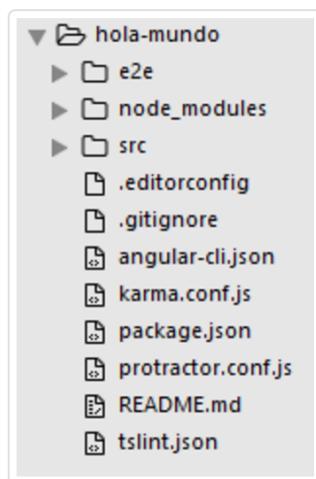 hola-mundo
e2e
node_modules
src
.editorconfig
.gitignore
angular-cli.json
karma.conf.js
package.json
protractor.conf.js
README.md
tslint.json